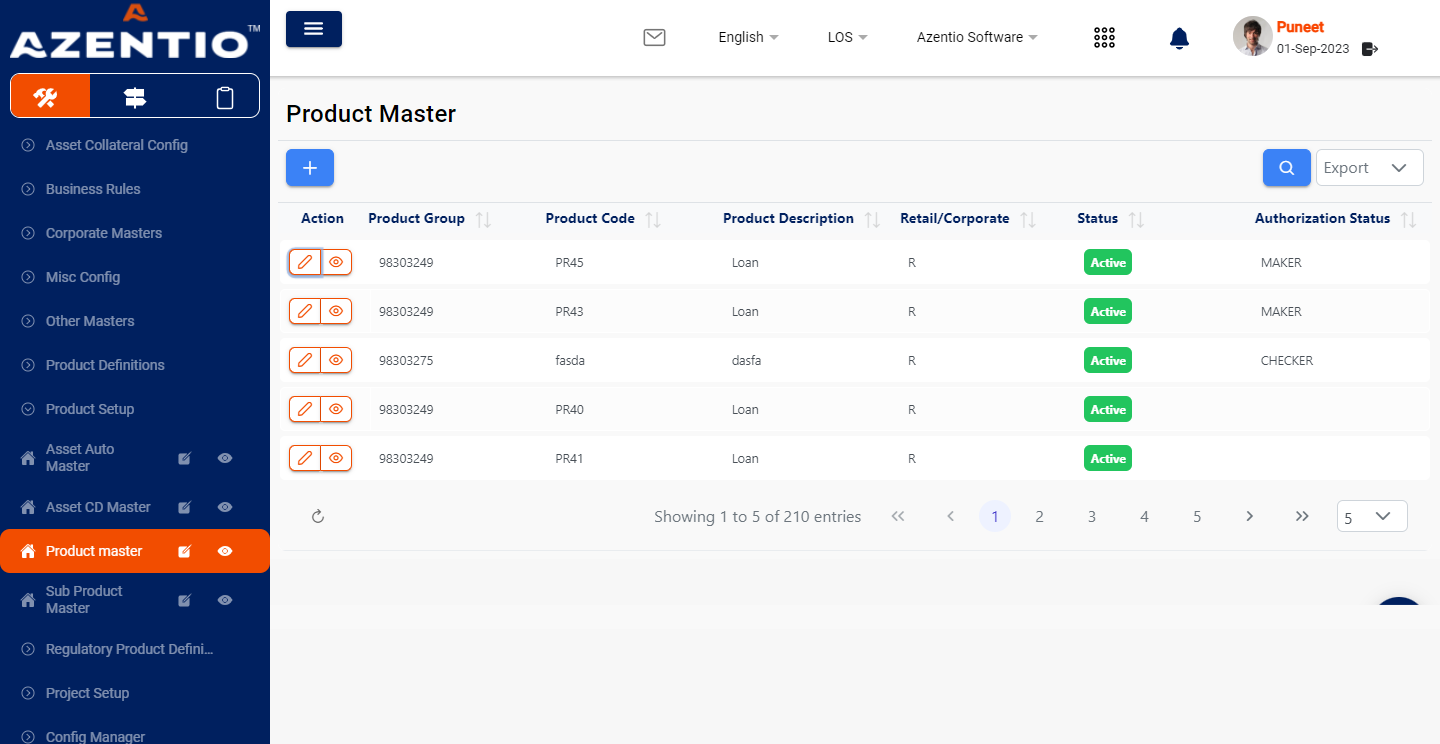 AZENTIO™
English
LOS
Azentio Software
Puneet
01-Sep-2023
Asset Collateral Config
Business Rules
Corporate Masters
Misc Config
Other Masters
Product Definitions
Product Setup
Asset Auto
Master
Asset CD Master
Product master
Sub Product
Master
Regulatory Product Defini...
Project Setup
Config Manager
Product Master
Export
Action Product Group Product Code Product Description Retail/Corporate Status Authorization Status
98303249 PR45 Loan R Active MAKER
98303249 PR43 Loan R Active MAKER
98303275 fasda dasfa R Active CHECKER
98303249 PR40 Loan R Active
98303249 PR41 Loan R Active
Showing 1 to 5 of 210 entries 1 2 3 4 5 5